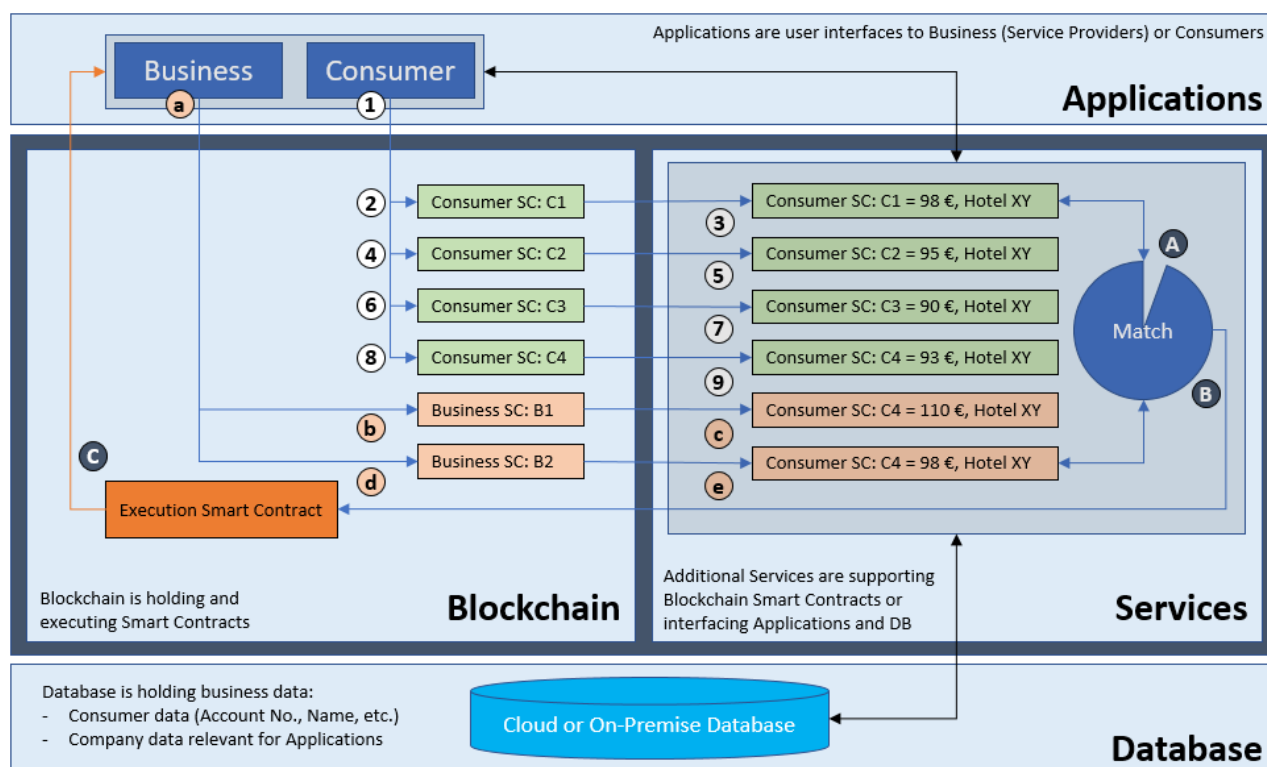 Applications are user interfaces to Business (Service Providers) or Consumers
Business
Consumer
a
1
Applications
2
Consumer SC: C1
3
Consumer SC: C1 = 98 €, Hotel XY
A
4
Consumer SC: C2
5
Consumer SC: C2 = 95 €, Hotel XY
6
Consumer SC: C3
7
Consumer SC: C3 = 90 €, Hotel XY
Match
8
Consumer SC: C4
9
Consumer SC: C4 = 93 €, Hotel XY
B
b
Business SC: B1
c
Consumer SC: C4 = 110 €, Hotel XY
C
d
Business SC: B2
e
Consumer SC: C4 = 98 €, Hotel XY
Execution Smart Contract
Blockchain is holding and
executing Smart Contracts
Blockchain
Additional Services are supporting
Blockchain Smart Contracts or
interfacing Applications and DB
Services
Database is holding business data:
- Consumer data (Account No., Name, etc.)
- Company data relevant for Applications
Cloud or On-Premise Database
Database